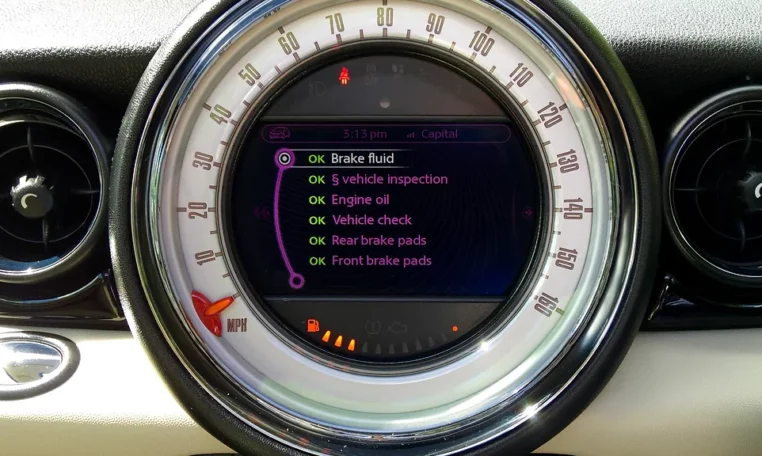 10
20
30
40
50
60
70
80
90
100
110
120
130
140
150
160
MPH
3:13 pm Capital
OK Brake fluid
OK § vehicle inspection
OK Engine oil
OK Vehicle check
OK Rear brake pads
OK Front brake pads